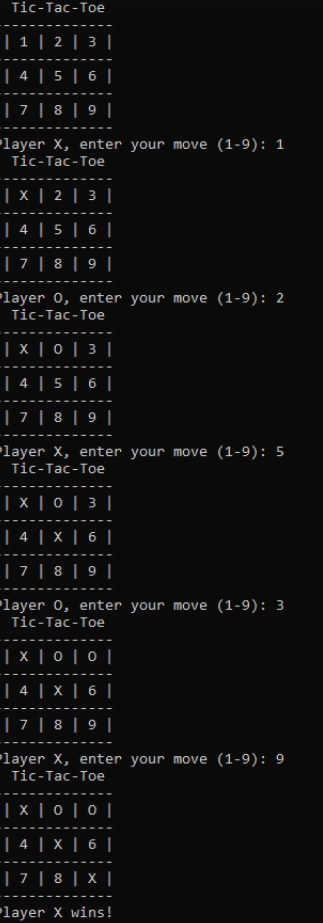 Tic-Tac-Toe
-------------
| 1 | 2 | 3 |
-------------
| 4 | 5 | 6 |
-------------
| 7 | 8 | 9 |
-------------
Player X, enter your move (1-9): 1
Tic-Tac-Toe
-------------
| X | 2 | 3 |
-------------
| 4 | 5 | 6 |
-------------
| 7 | 8 | 9 |
-------------
Player O, enter your move (1-9): 2
Tic-Tac-Toe
-------------
| X | O | 3 |
-------------
| 4 | 5 | 6 |
-------------
| 7 | 8 | 9 |
-------------
Player X, enter your move (1-9): 5
Tic-Tac-Toe
-------------
| X | O | 3 |
-------------
| 4 | X | 6 |
-------------
| 7 | 8 | 9 |
-------------
Player O, enter your move (1-9): 3
Tic-Tac-Toe
-------------
| X | O | O |
-------------
| 4 | X | 6 |
-------------
| 7 | 8 | 9 |
-------------
Player X, enter your move (1-9): 9
Tic-Tac-Toe
-------------
| X | O | O |
-------------
| 4 | X | 6 |
-------------
| 7 | 8 | X |
-------------
Player X wins!